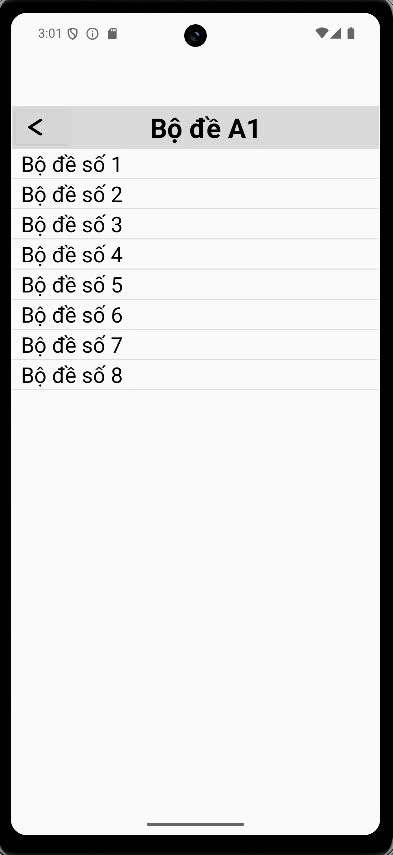 3:01
< Bộ đề A1
Bộ đề số 1
Bộ đề số 2
Bộ đề số 3
Bộ đề số 4
Bộ đề số 5
Bộ đề số 6
Bộ đề số 7
Bộ đề số 8